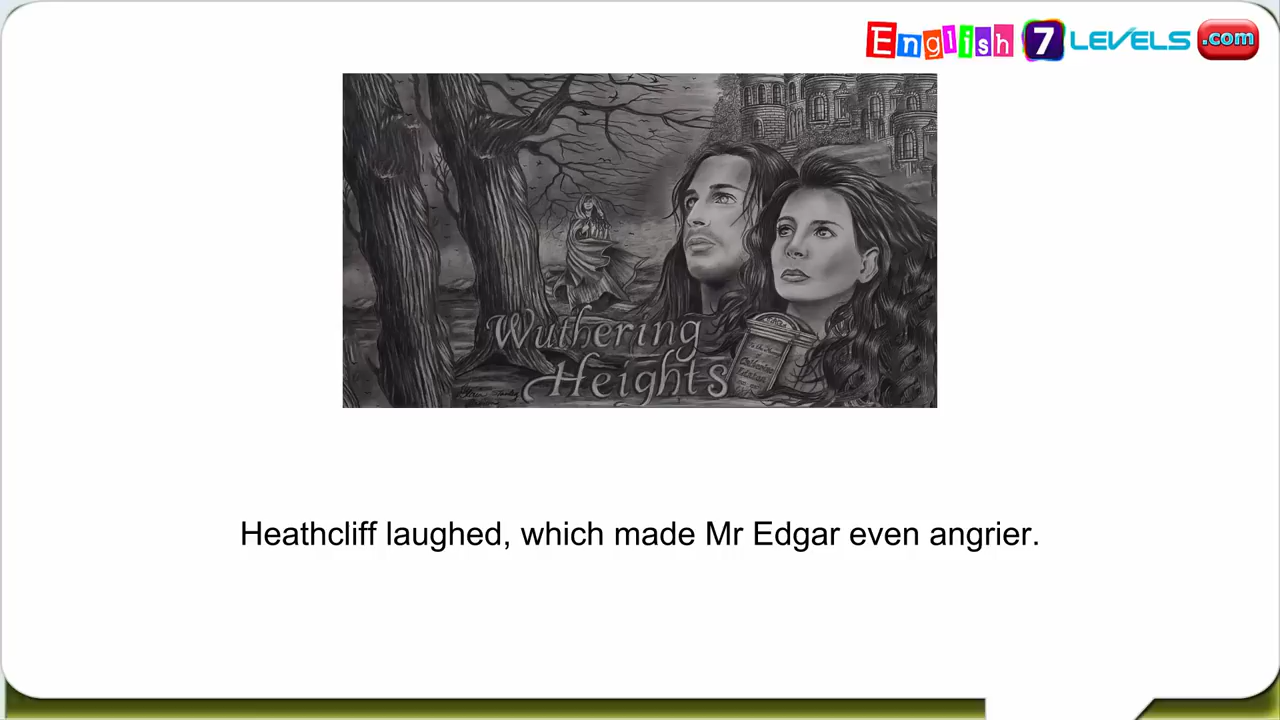 English 7 LEVELS .com
Wuthering
Heights
Heathcliff laughed, which made Mr Edgar even angrier.